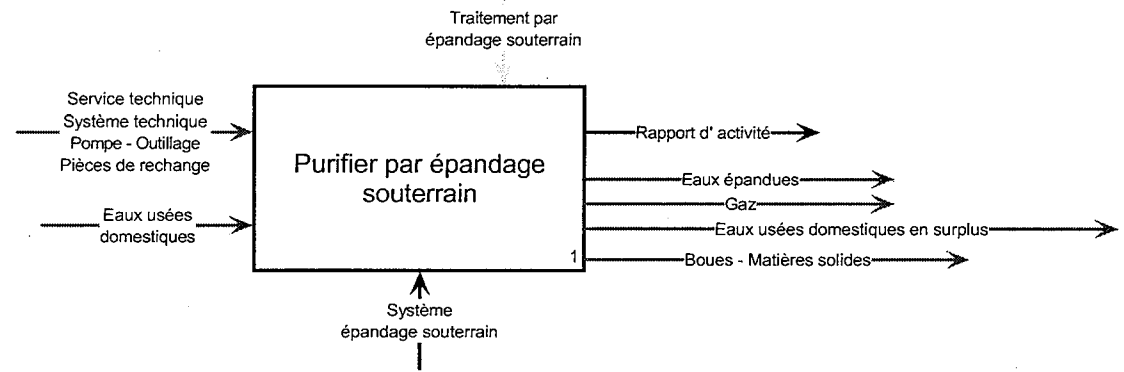 Traitement par
épandage souterrain
Service technique
Système technique
Pompe - Outillage
Pièces de rechange
Eaux usées
domestiques
Purifier par épandage
souterrain
1
Rapport d' activité
Eaux épandues
Gaz
Eaux usées domestiques en surplus
Boues - Matières solides
Système
épandage souterrain